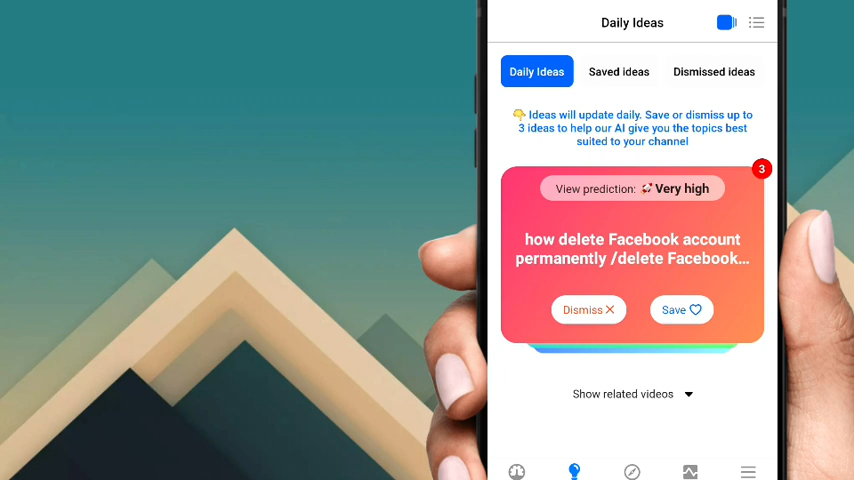 Daily Ideas
Daily Ideas
Saved ideas
Dismissed ideas
👇 Ideas will update daily. Save or dismiss up to
3 ideas to help our AI give you the topics best
suited to your channel
3
View prediction: 🚀 Very high
how delete Facebook account
permanently /delete Facebook...
Dismiss ✕
Save ♡
Show related videos ▼